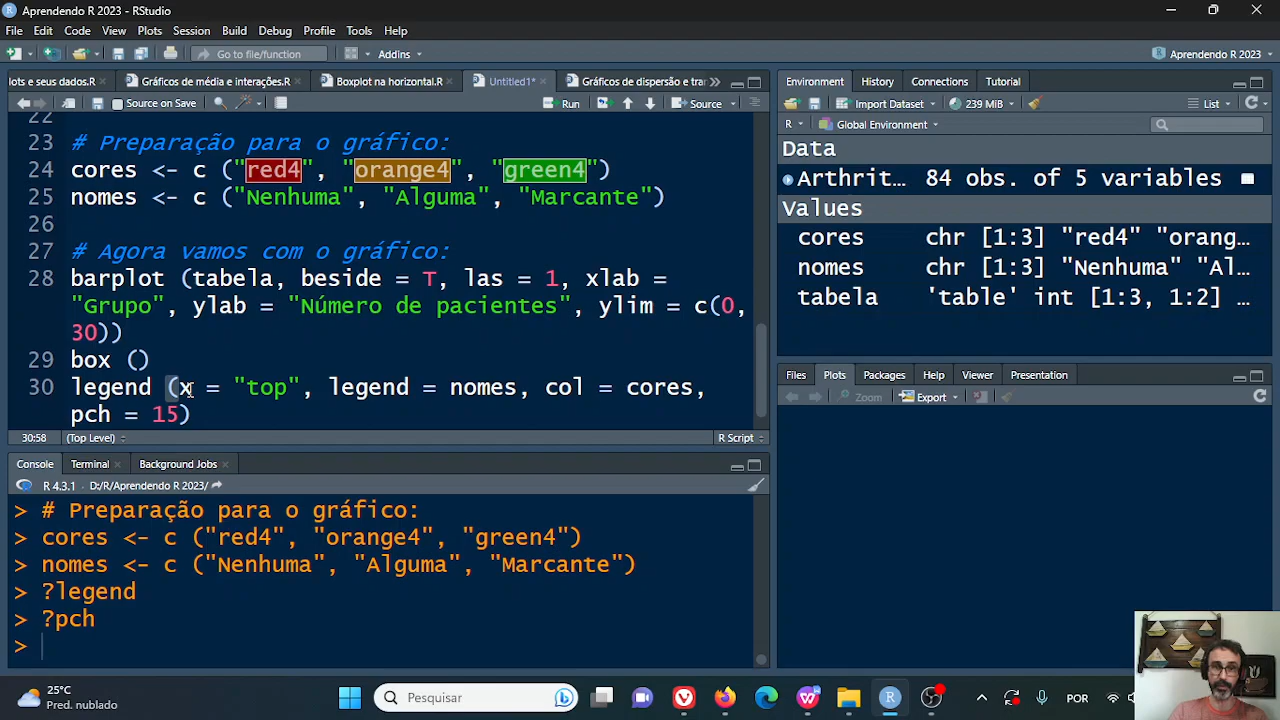 Aprendendo R 2023 - RStudio
File Edit Code View Plots Session Build Debug Profile Tools Help
Go to file/function Addins Aprendendo R 2023
lots e seus dados.R Gráficos de média e interações.R Boxplot na horizontal.R Untitled1* Gráficos de dispersão e tra
Source on Save Run Source
22
23 # Preparação para o gráfico:
24 cores <- c ("red4", "orange4", "green4")
25 nomes <- c ("Nenhuma", "Alguma", "Marcante")
26
27 # Agora vamos com o gráfico:
28 barplot (tabela, beside = T, las = 1, xlab =
"Grupo", ylab = "Número de pacientes", ylim = c(0,
30))
29 box ()
30 legend (x = "top", legend = nomes, col = cores,
pch = 15)
30:58 (Top Level) R Script
Console Terminal Background Jobs
R 4.3.1 · D:/R/Aprendendo R 2023/
> # Preparação para o gráfico:
> cores <- c ("red4", "orange4", "green4")
> nomes <- c ("Nenhuma", "Alguma", "Marcante")
> ?legend
> ?pch
>
Environment History Connections Tutorial
Import Dataset 239 MiB List
R Global Environment
Data
Arthrit... 84 obs. of 5 variables
Values
cores chr [1:3] "red4" "orang...
nomes chr [1:3] "Nenhuma" "Al...
tabela 'table' int [1:3, 1:2] ...
Files Plots Packages Help Viewer Presentation
Zoom Export
25°C
Pred. nublado
Pesquisar
POR